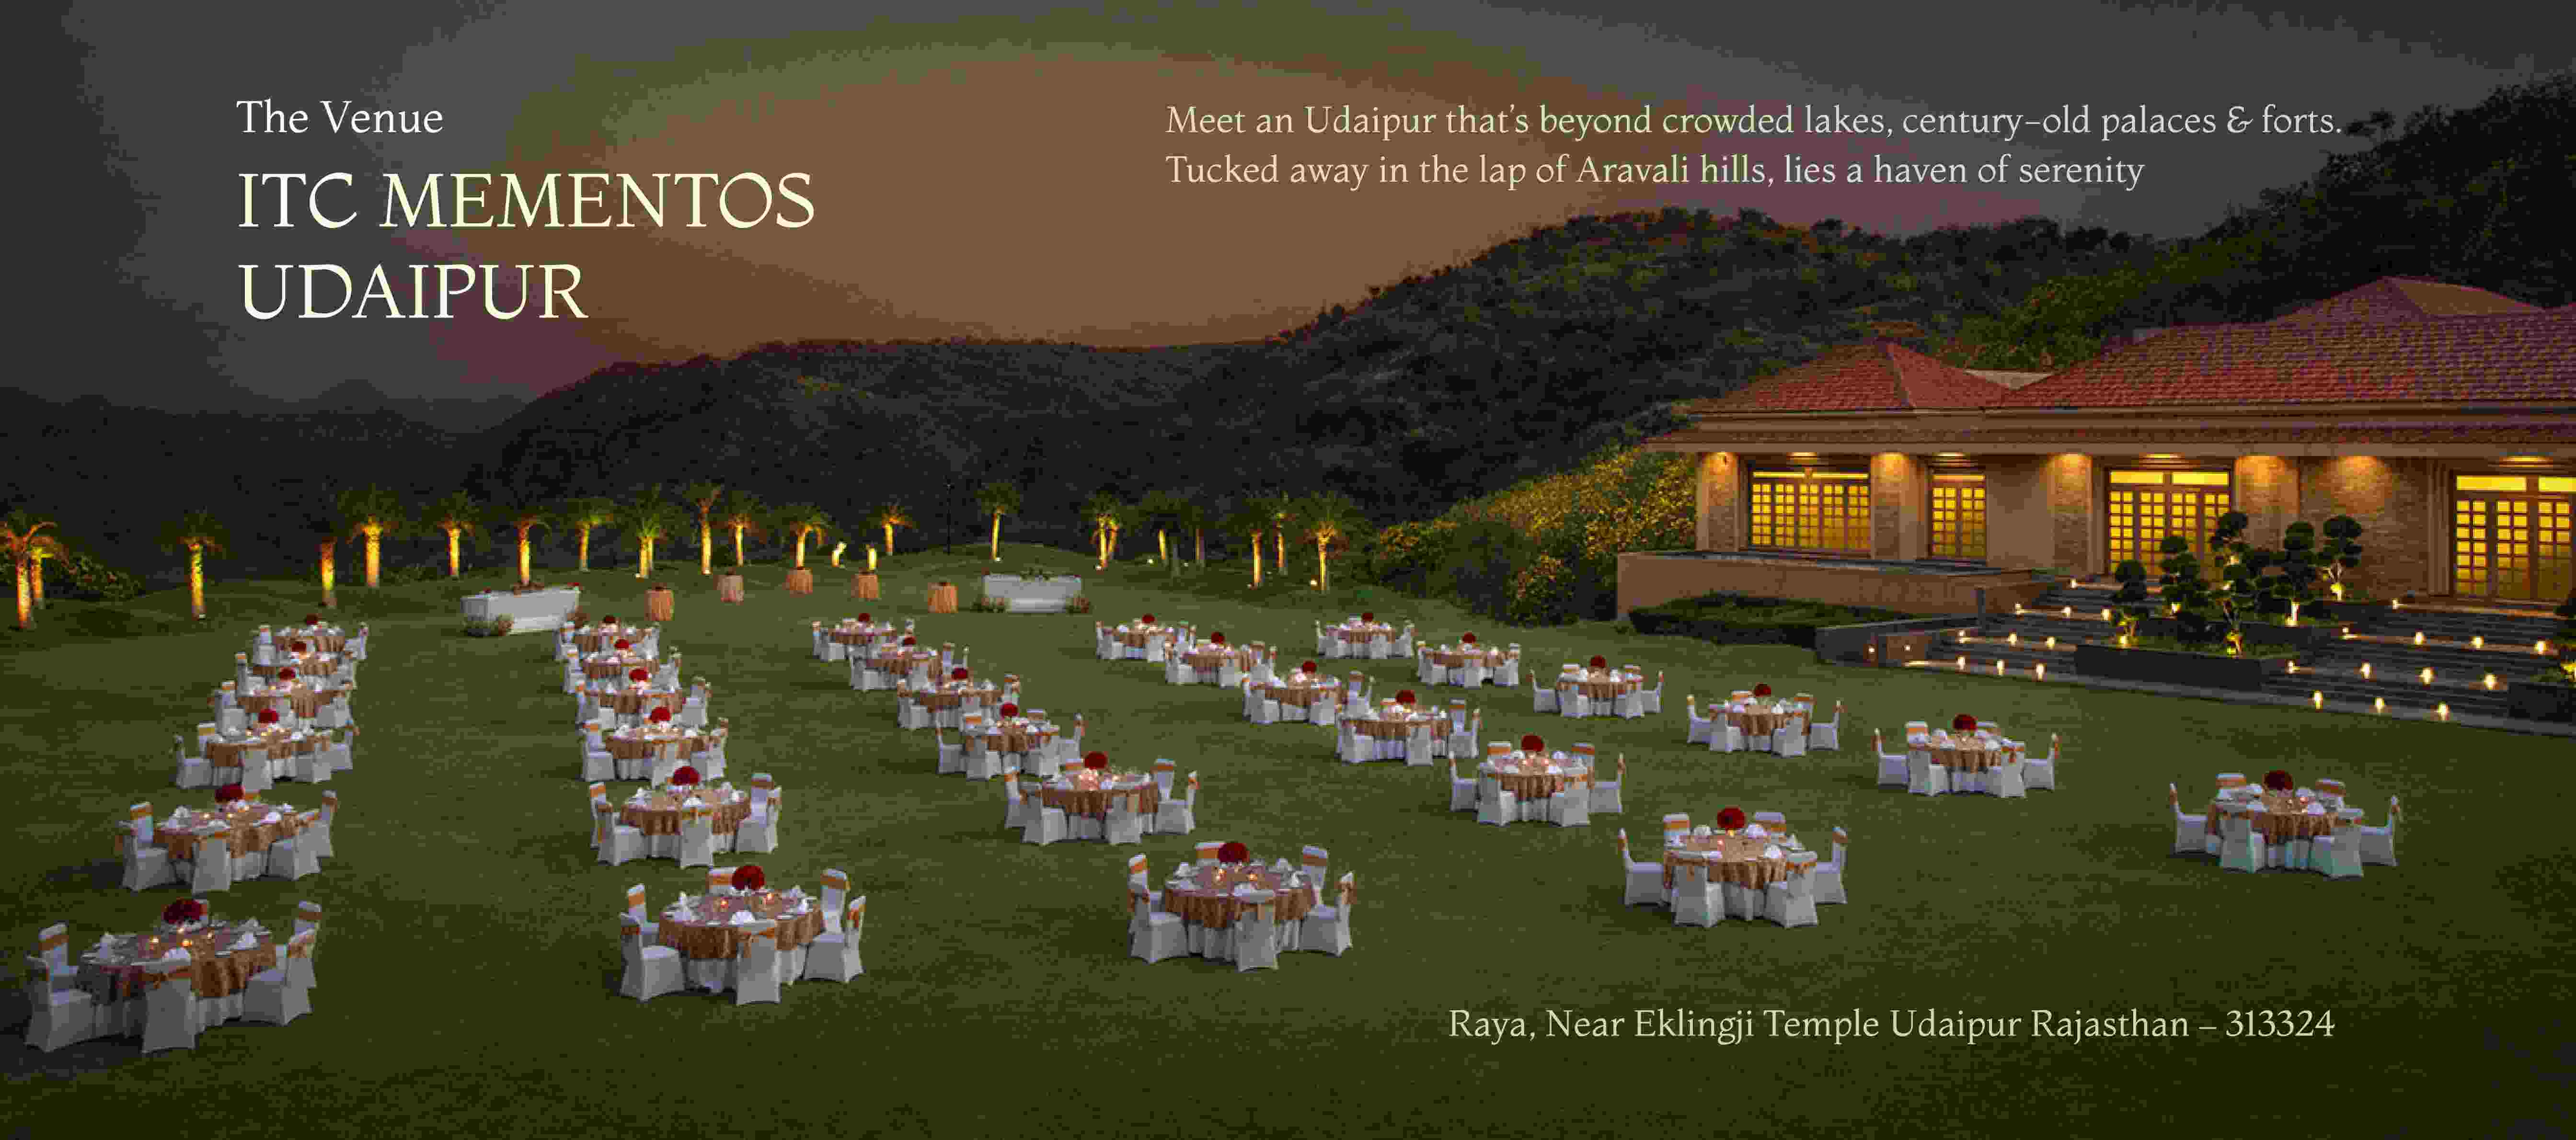 The Venue
ITC MEMENTOS
UDAIPUR
Meet an Udaipur that's beyond crowded lakes, century-old palaces & forts.
Tucked away in the lap of Aravali hills, lies a haven of serenity
Raya, Near Eklingji Temple Udaipur Rajasthan – 313324